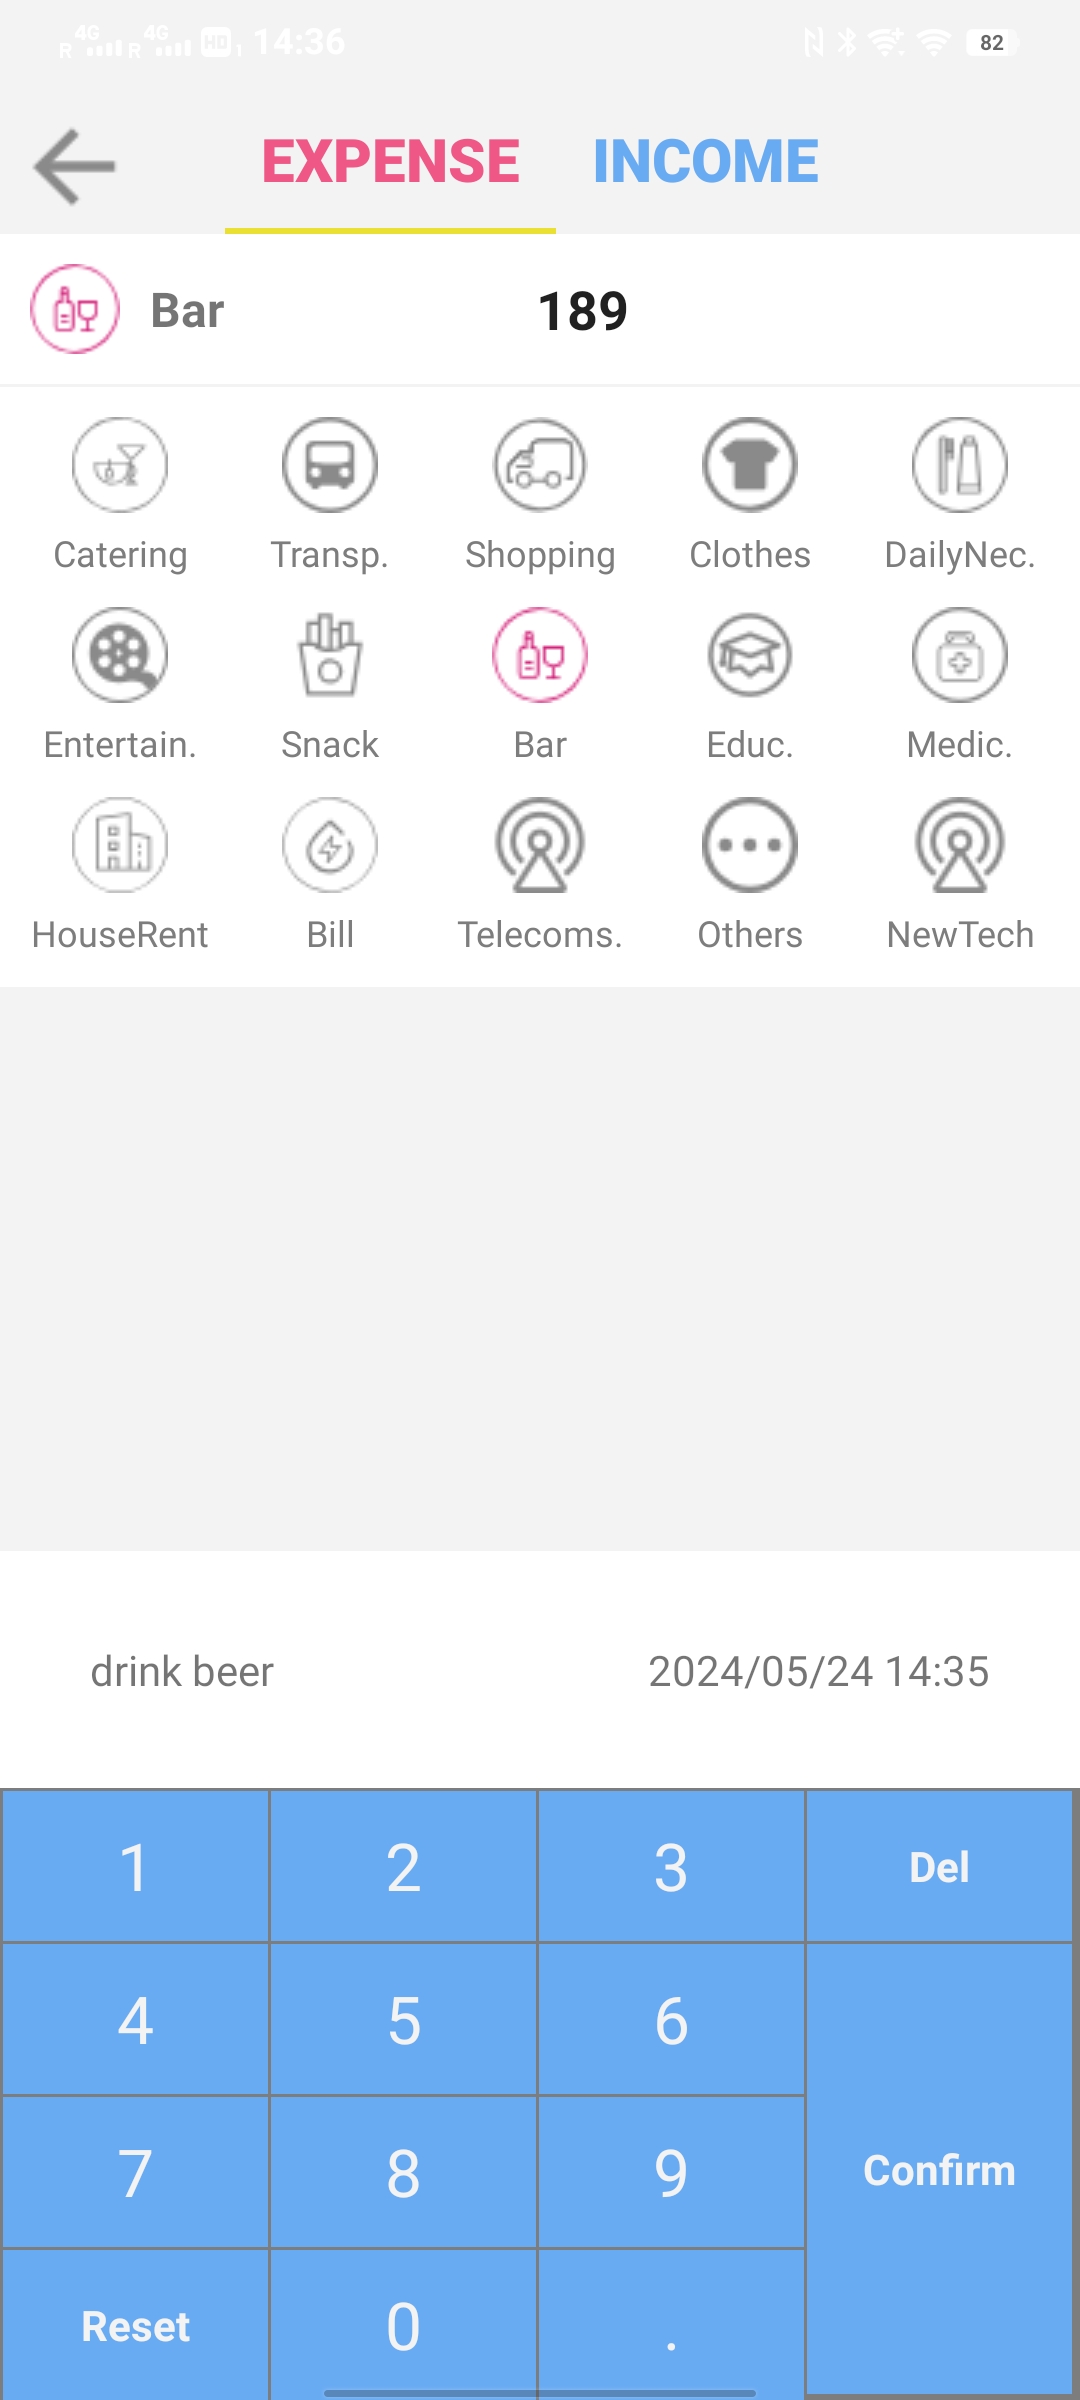 R 4G R 4G HD 1 14:36 82
EXPENSE INCOME
Bar 189
Catering Transp. Shopping Clothes DailyNec.
Entertain. Snack Bar Educ. Medic.
HouseRent Bill Telecoms. Others NewTech
drink beer 2024/05/24 14:35
1 2 3 Del
4 5 6
7 8 9 Confirm
Reset 0 .